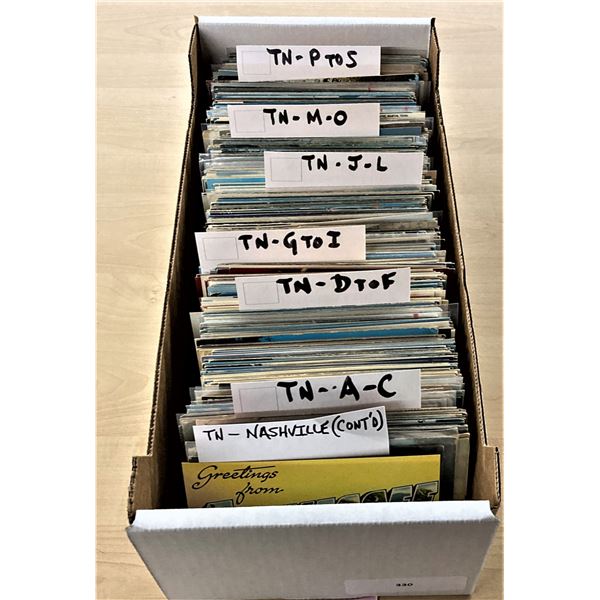 TN-P TO S
TN-M-O
TN-J-L
TN-G TO I
TN-D TO F
TN--A-C
TN-NASHVILLE (CONT'D)
Greetings
from
330